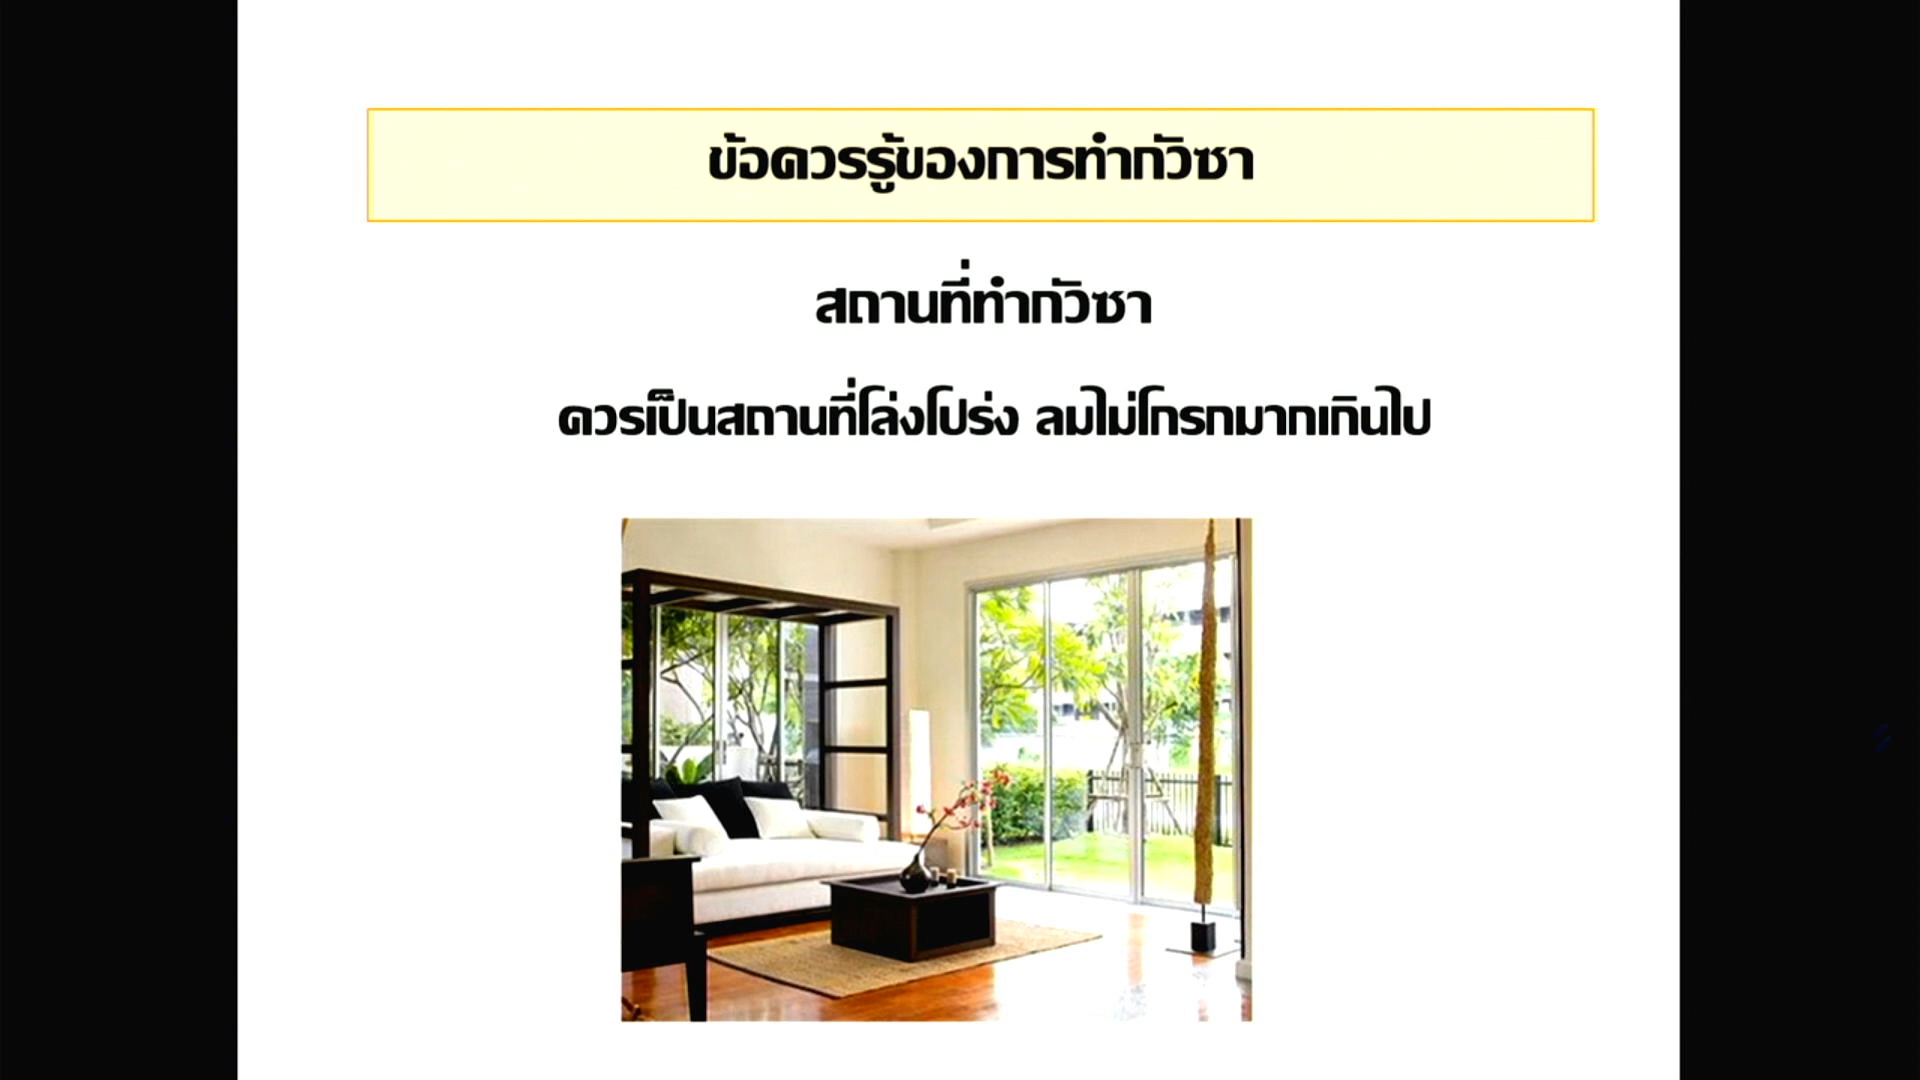 ข้อควรรู้ของการทำกัวซา
สถานที่ทำกัวซา
ควรเป็นสถานที่โล่งโปร่ง ลมไม่โกรกมากเกินไป